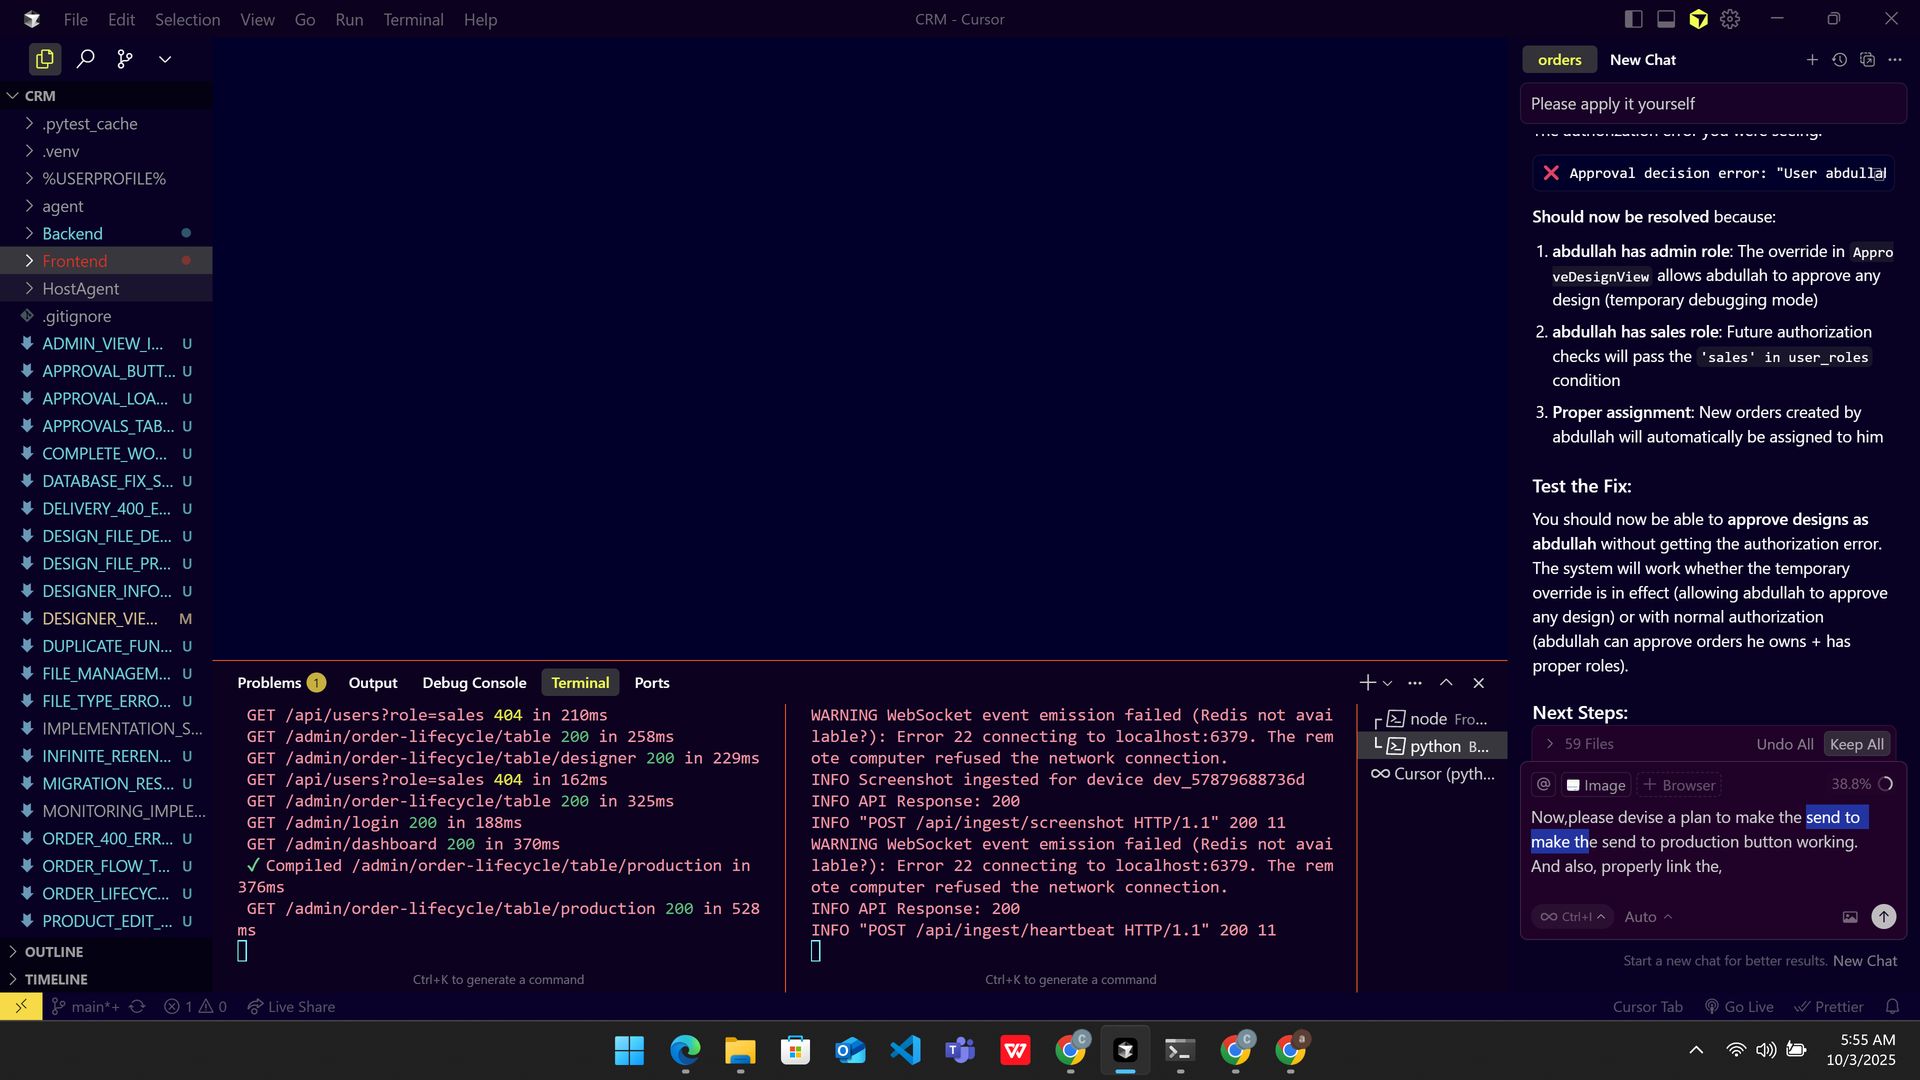 File Edit Selection View Go Run Terminal Help
CRM - Cursor
CRM
.pytest_cache
.venv
%USERPROFILE%
agent
Backend
Frontend
HostAgent
.gitignore
ADMIN_VIEW_I... U
APPROVAL_BUTT... U
APPROVAL_LOA... U
APPROVALS_TAB... U
COMPLETE_WO... U
DATABASE_FIX_S... U
DELIVERY_400_E... U
DESIGN_FILE_DE... U
DESIGN_FILE_PR... U
DESIGNER_INFO... U
DESIGNER_VIE... M
DUPLICATE_FUN... U
FILE_MANAGEM... U
FILE_TYPE_ERRO... U
IMPLEMENTATION_S...
INFINITE_REREN... U
MIGRATION_RES... U
MONITORING_IMPLE...
ORDER_400_ERR... U
ORDER_FLOW_T... U
ORDER_LIFECYC... U
PRODUCT_EDIT_... U
OUTLINE
TIMELINE
Problems 1 Output Debug Console Terminal Ports
GET /api/users?role=sales 404 in 210ms
GET /admin/order-lifecycle/table 200 in 258ms
GET /admin/order-lifecycle/table/designer 200 in 229ms
GET /api/users?role=sales 404 in 162ms
GET /admin/order-lifecycle/table 200 in 325ms
GET /admin/login 200 in 188ms
GET /admin/dashboard 200 in 370ms
✓ Compiled /admin/order-lifecycle/table/production in
376ms
GET /admin/order-lifecycle/table/production 200 in 528
ms
Ctrl+K to generate a command
WARNING WebSocket event emission failed (Redis not avai
lable?): Error 22 connecting to localhost:6379. The rem
ote computer refused the network connection.
INFO Screenshot ingested for device dev_57879688736d
INFO API Response: 200
INFO "POST /api/ingest/screenshot HTTP/1.1" 200 11
WARNING WebSocket event emission failed (Redis not avai
lable?): Error 22 connecting to localhost:6379. The rem
ote computer refused the network connection.
INFO API Response: 200
INFO "POST /api/ingest/heartbeat HTTP/1.1" 200 11
Ctrl+K to generate a command
node Fro...
python B...
Cursor (pyth...
orders New Chat
Please apply it yourself
The authorization error you were seeing:
❌ Approval decision error: "User abdulla
Should now be resolved because:
1. abdullah has admin role: The override in Appro
veDesignView allows abdullah to approve any
design (temporary debugging mode)
2. abdullah has sales role: Future authorization
checks will pass the 'sales' in user_roles
condition
3. Proper assignment: New orders created by
abdullah will automatically be assigned to him
Test the Fix:
You should now be able to approve designs as
abdullah without getting the authorization error.
The system will work whether the temporary
override is in effect (allowing abdullah to approve
any design) or with normal authorization
(abdullah can approve orders he owns + has
proper roles).
Next Steps:
59 Files Undo All Keep All
@ Image + Browser 38.8%
Now,please devise a plan to make the send to
make the send to production button working.
And also, properly link the,
∞ Ctrl+I Auto
Start a new chat for better results. New Chat
main*+ 1 0 Live Share
Cursor Tab Go Live Prettier
5:55 AM
10/3/2025